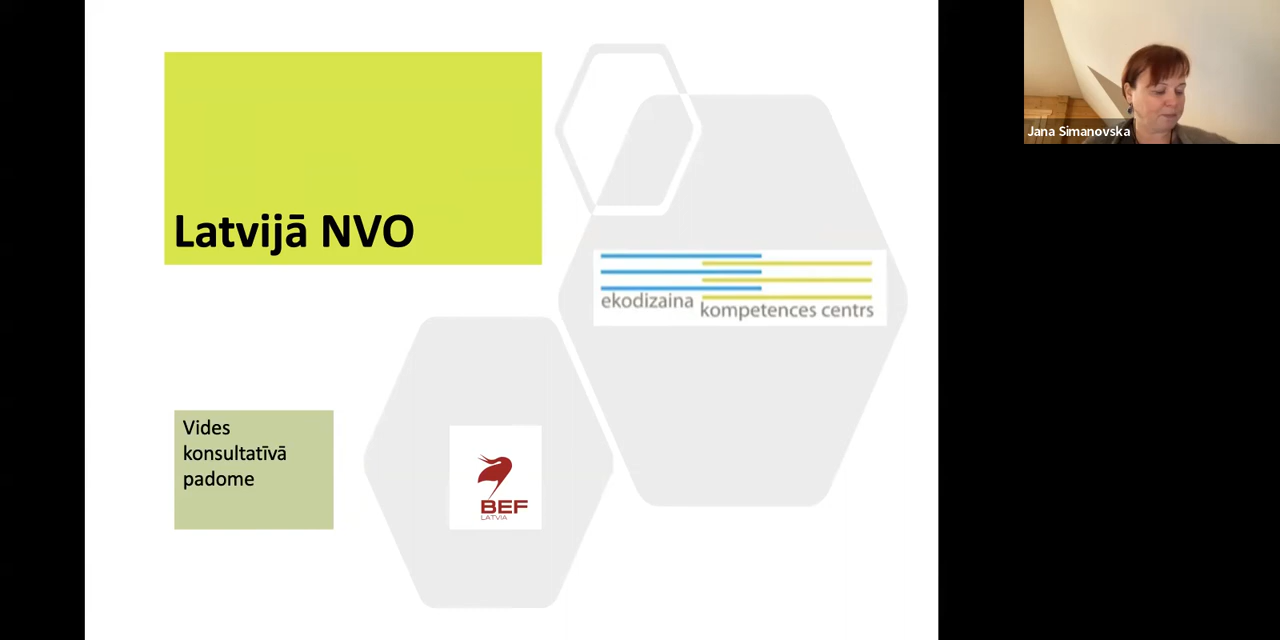 Latvijā NVO
ekodizaina
kompetences centrs
Vides
konsultatīvā
padome
BEF
LATVIA
Jana Simanovska